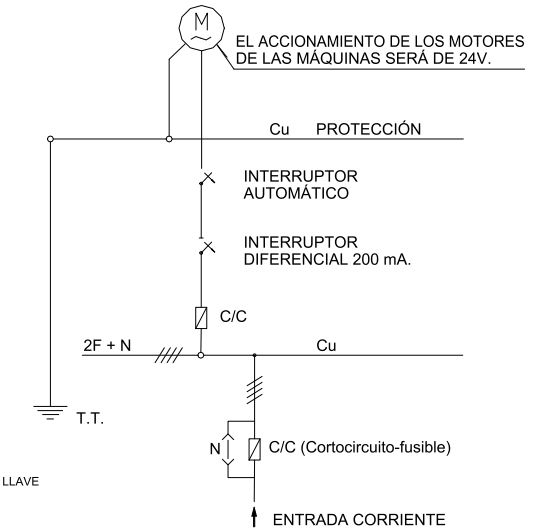 M
EL ACCIONAMIENTO DE LOS MOTORES
DE LAS MÁQUINAS SERÁ DE 24V.
Cu PROTECCIÓN
INTERRUPTOR
AUTOMÁTICO
INTERRUPTOR
DIFERENCIAL 200 mA.
C/C
2F + N
Cu
T.T.
N
C/C (Cortocircuito-fusible)
LLAVE
ENTRADA CORRIENTE